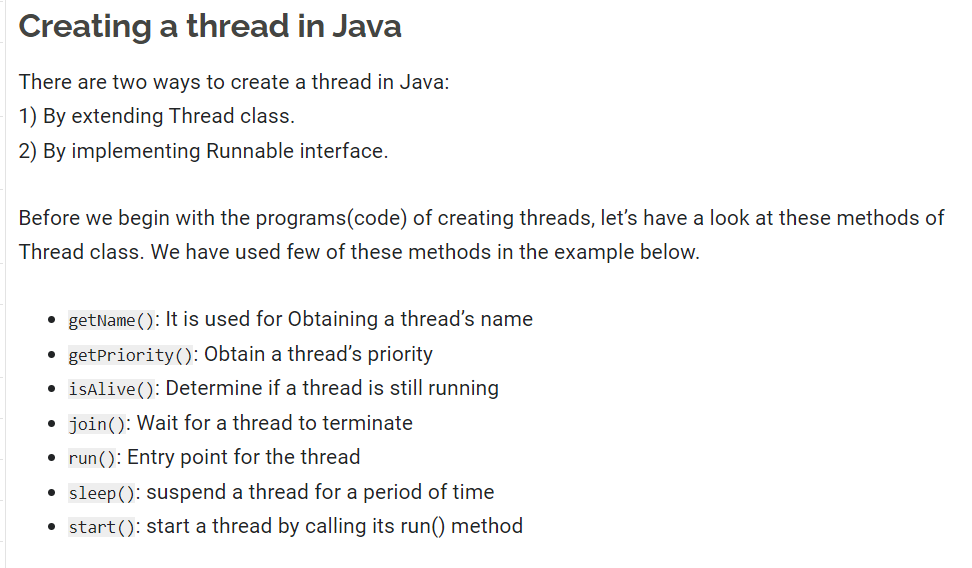 Creating a thread in Java
There are two ways to create a thread in Java:
1) By extending Thread class.
2) By implementing Runnable interface.
Before we begin with the programs(code) of creating threads, let’s have a look at these methods of
Thread class. We have used few of these methods in the example below.
• getName(): It is used for Obtaining a thread’s name
• getPriority(): Obtain a thread’s priority
• isAlive(): Determine if a thread is still running
• join(): Wait for a thread to terminate
• run(): Entry point for the thread
• sleep(): suspend a thread for a period of time
• start(): start a thread by calling its run() method